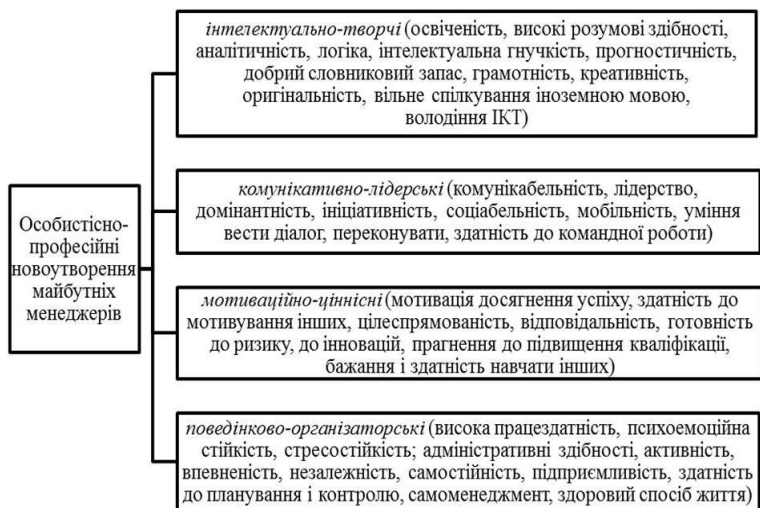 Особистісно-
професійні
новоутворення
майбутніх
менеджерів
інтелектуально-творчі (освіченість, високі розумові здібності,
аналітичність, логіка, інтелектуальна гнучкість, прогностичність,
добрий словниковий запас, грамотність, креативність,
оригінальність, вільне спілкування іноземною мовою,
володіння ІКТ)
комунікативно-лідерські (комунікабельність, лідерство,
домінантність, ініціативність, соціабельність, мобільність, уміння
вести діалог, переконувати, здатність до командної роботи)
мотиваційно-ціннісні (мотивація досягнення успіху, здатність до
мотивування інших, цілеспрямованість, відповідальність, готовність
до ризику, до інновацій, прагнення до підвищення кваліфікації,
бажання і здатність навчати інших)
поведінково-організаторські (висока працездатність, психоемоційна
стійкість, стресостійкість; адміністративні здібності, активність,
впевненість, незалежність, самостійність, підприємливість, здатність
до планування і контролю, самоменеджмент, здоровий спосіб життя)